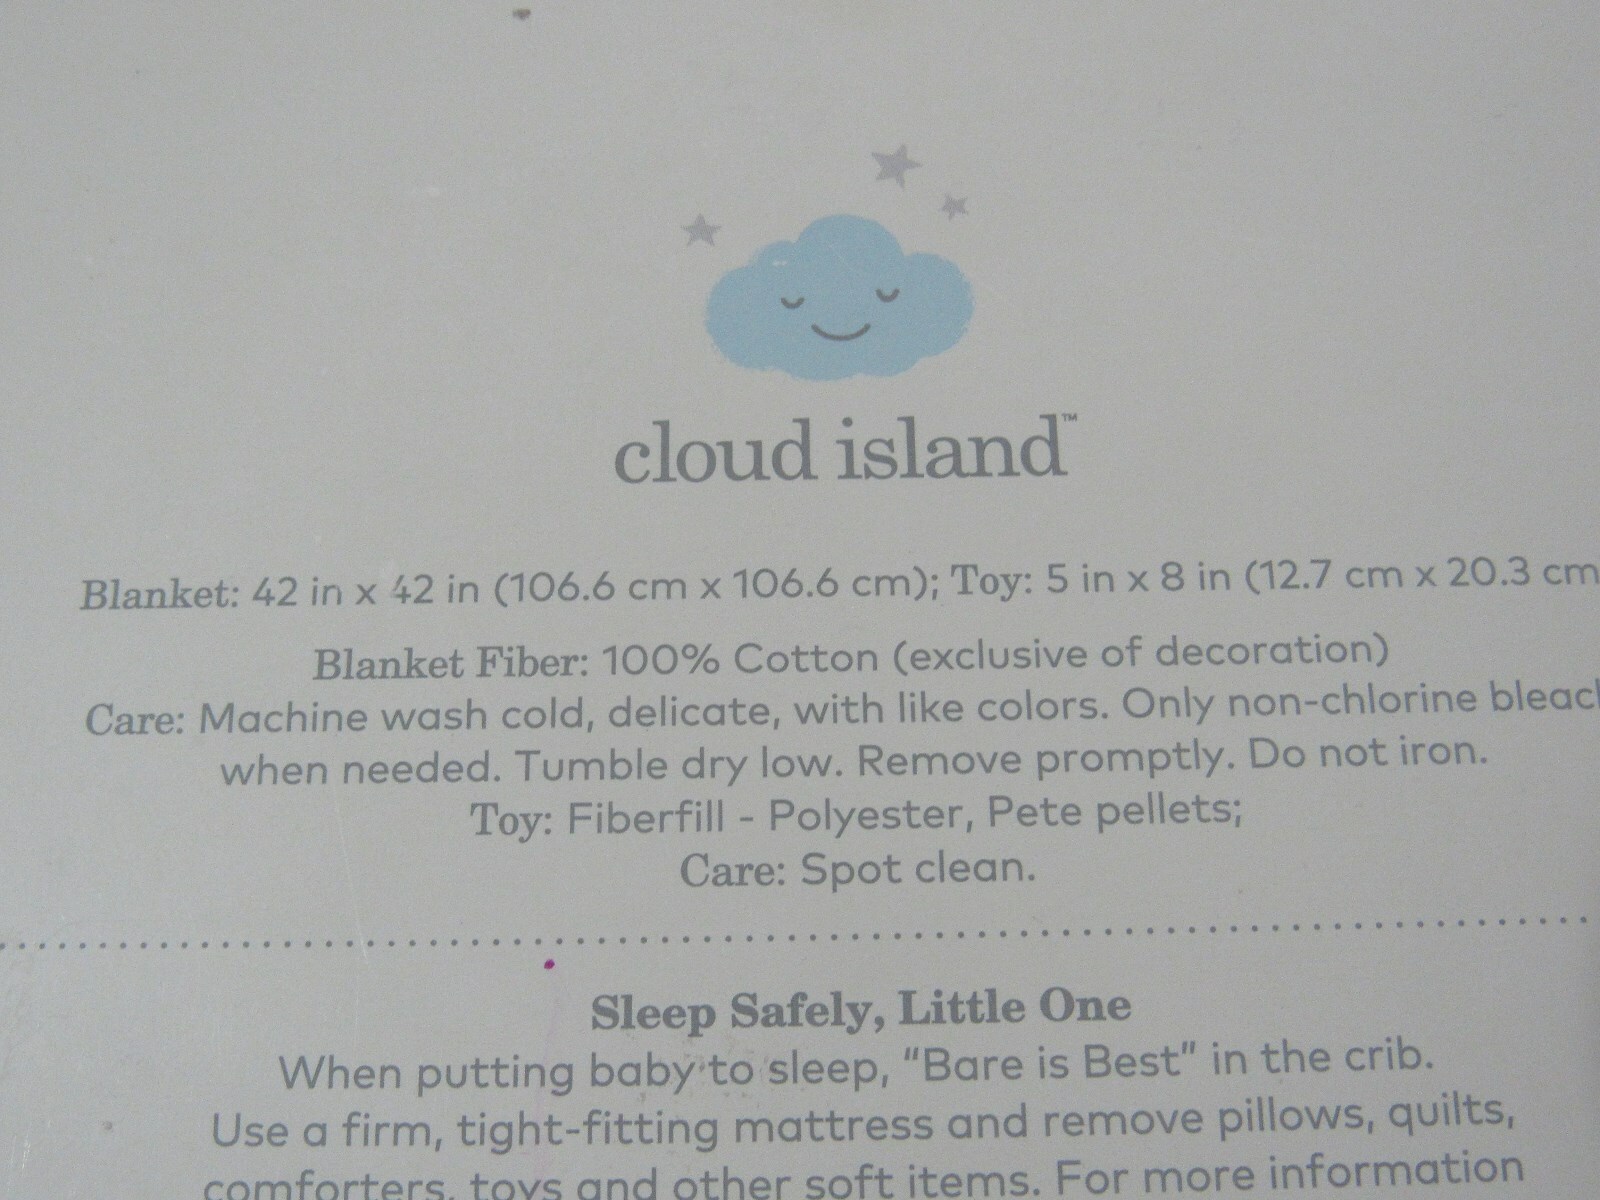 cloud island™
Blanket: 42 in x 42 in (106.6 cm x 106.6 cm); Toy: 5 in x 8 in (12.7 cm x 20.3 cm
Blanket Fiber: 100% Cotton (exclusive of decoration)
Care: Machine wash cold, delicate, with like colors. Only non-chlorine bleach
when needed. Tumble dry low. Remove promptly. Do not iron.
Toy: Fiberfill - Polyester, Pete pellets;
Care: Spot clean.
Sleep Safely, Little One
When putting baby to sleep, "Bare is Best" in the crib.
Use a firm, tight-fitting mattress and remove pillows, quilts,
comforters, toys and other soft items. For more information